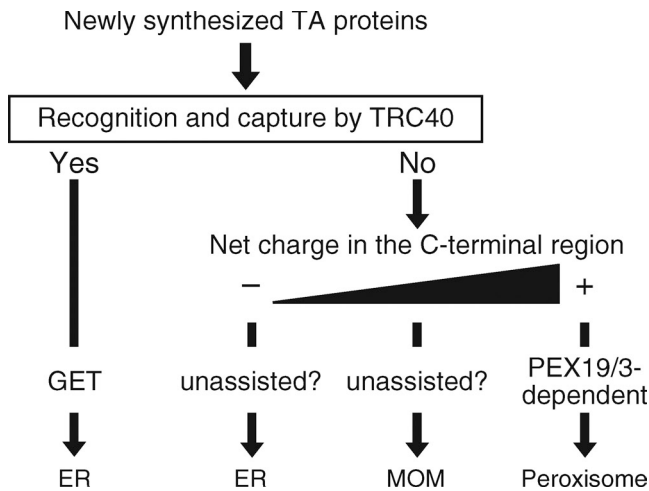 Newly synthesized TA proteins
Recognition and capture by TRC40
Yes
No
Net charge in the C-terminal region
−
+
GET
unassisted?
unassisted?
PEX19/3-
dependent
ER
ER
MOM
Peroxisome